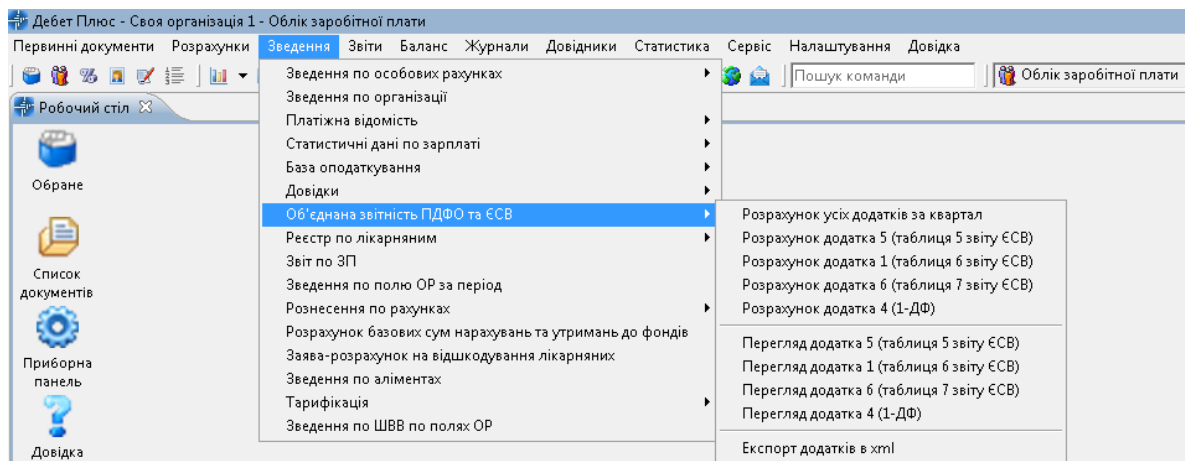 Дебет Плюс - Своя організація 1 - Облік заробітної плати
Первинні документи Розрахунки Зведення Звіти Баланс Журнали Довідники Статистика Сервіс Налаштування Довідка
Пошук команди Облік заробітної плати
Робочий стіл
Обране
Список документів
Приборна панель
Довідка
Зведення по особових рахунках
Зведення по організації
Платіжна відомість
Статистичні дані по зарплаті
База оподаткування
Довідки
Об'єднана звітність ПДФО та ЄСВ
Реєстр по лікарняним
Звіт по ЗП
Зведення по полю ОР за період
Рознесення по рахунках
Розрахунок базових сум нарахувань та утримань до фондів
Заява-розрахунок на відшкодування лікарняних
Зведення по аліментах
Тарифікація
Зведення по ШВВ по полях ОР
Розрахунок усіх додатків за квартал
Розрахунок додатка 5 (таблиця 5 звіту ЄСВ)
Розрахунок додатка 1 (таблиця 6 звіту ЄСВ)
Розрахунок додатка 6 (таблиця 7 звіту ЄСВ)
Розрахунок додатка 4 (1-ДФ)
Перегляд додатка 5 (таблиця 5 звіту ЄСВ)
Перегляд додатка 1 (таблиця 6 звіту ЄСВ)
Перегляд додатка 6 (таблиця 7 звіту ЄСВ)
Перегляд додатка 4 (1-ДФ)
Експорт додатків в xml